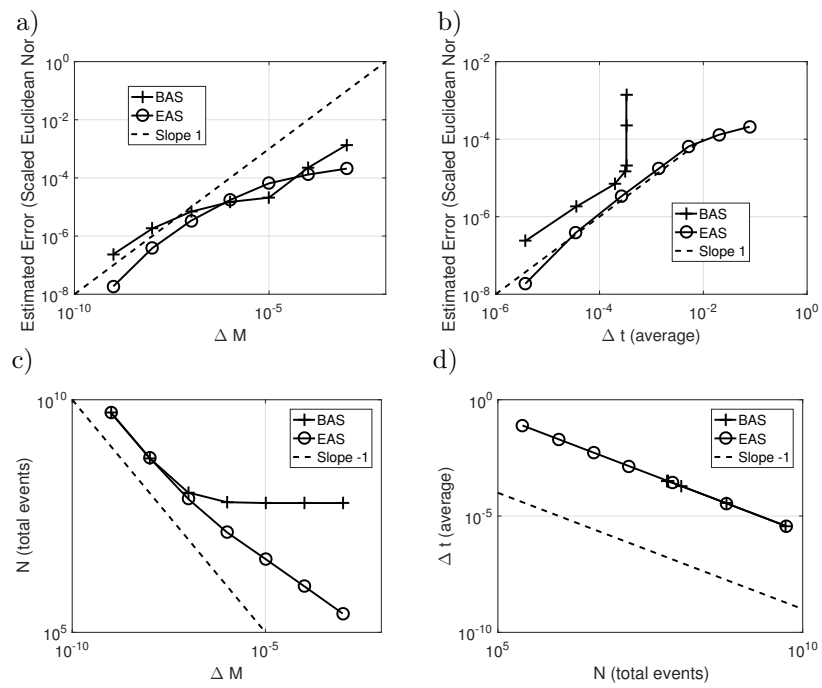 a)
Estimated Error (Scaled Euclidean Nor
10^0
10^-2
10^-4
10^-6
10^-8
BAS
EAS
Slope 1
10^-10
10^-5
Δ M
b)
Estimated Error (Scaled Euclidean Nor
10^-2
10^-4
10^-6
10^-8
BAS
EAS
Slope 1
10^-6
10^-4
10^-2
10^0
Δ t (average)
c)
N (total events)
10^10
10^5
BAS
EAS
Slope -1
10^-10
10^-5
Δ M
d)
Δ t (average)
10^0
10^-5
10^-10
BAS
EAS
Slope -1
10^5
10^10
N (total events)